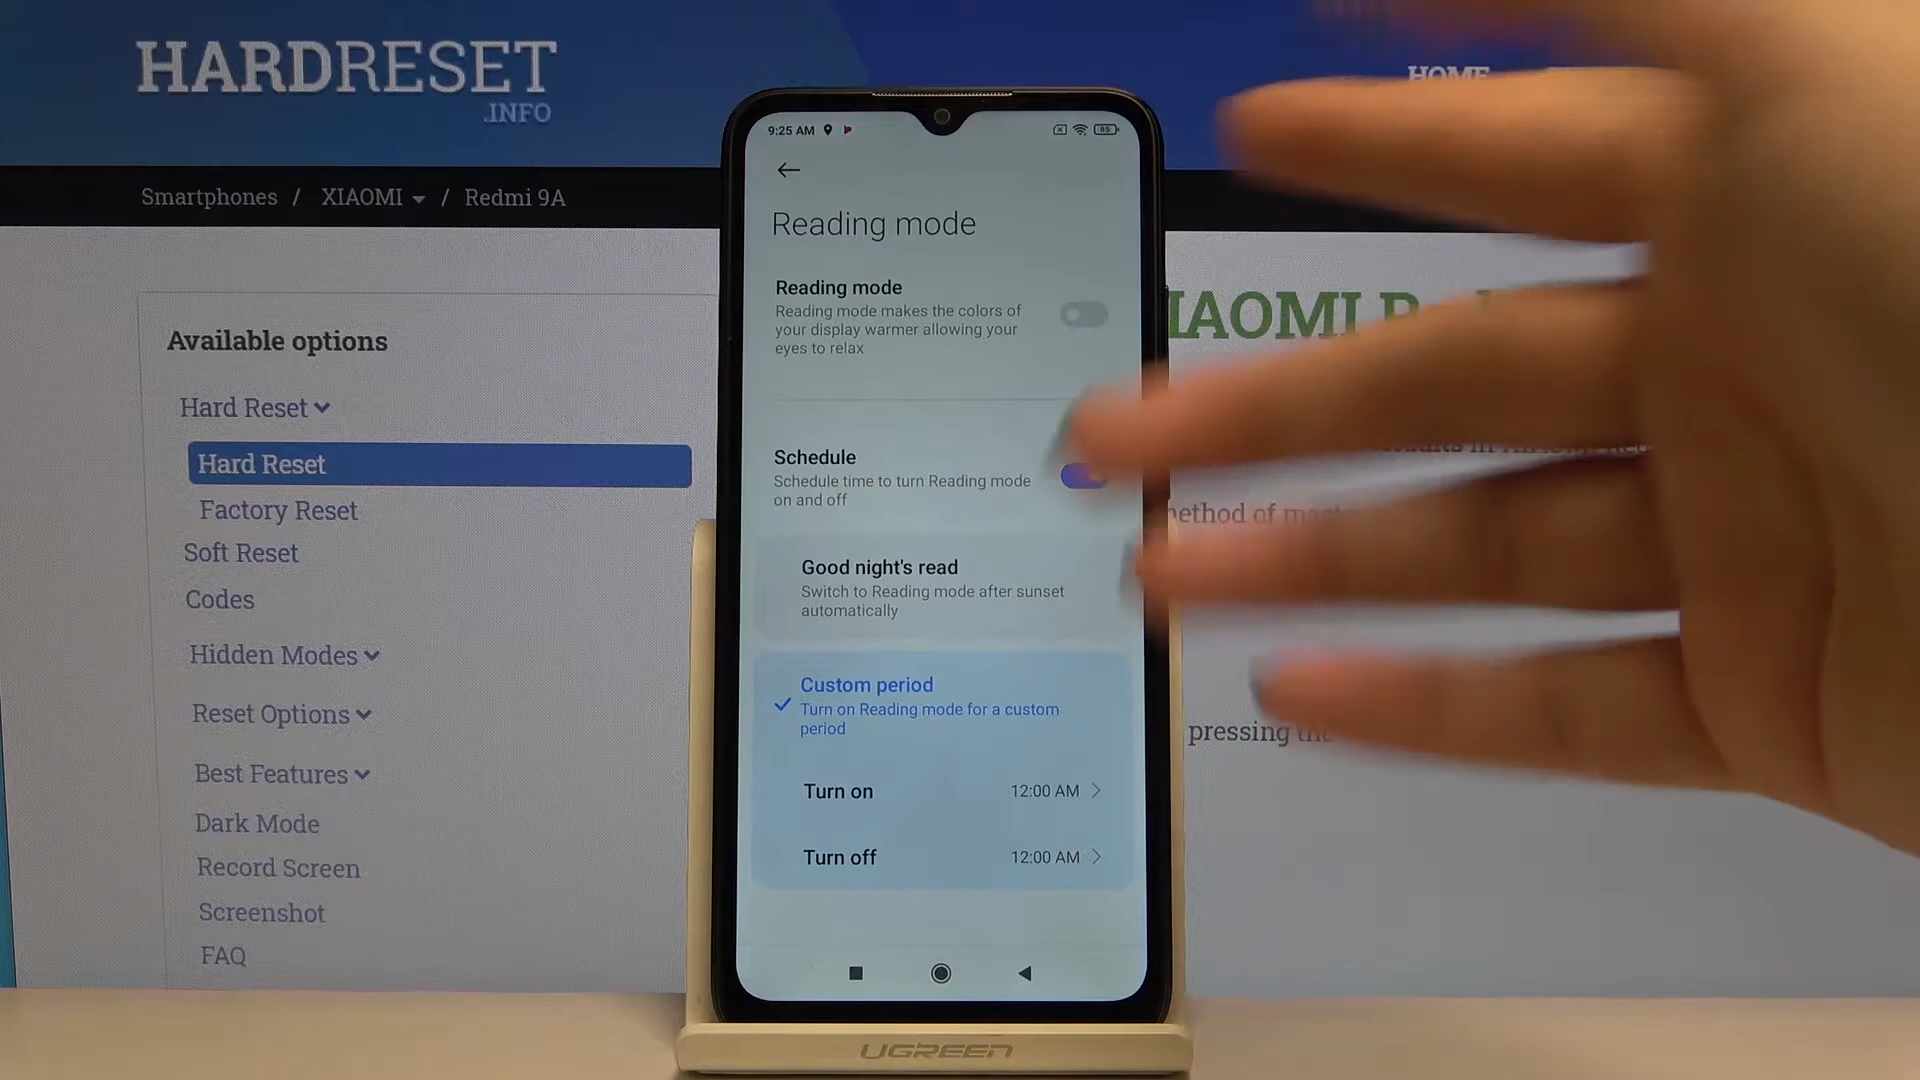 HARDRESET
.INFO
HOME
Smartphones / XIAOMI / Redmi 9A
Available options
Hard Reset
Hard Reset
Factory Reset
Soft Reset
Codes
Hidden Modes
Reset Options
Best Features
Dark Mode
Record Screen
Screenshot
FAQ
9:25 AM
Reading mode
Reading mode
Reading mode makes the colors of
your display warmer allowing your
eyes to relax
Schedule
Schedule time to turn Reading mode
on and off
Good night's read
Switch to Reading mode after sunset
automatically
Custom period
Turn on Reading mode for a custom
period
Turn on 12:00 AM
Turn off 12:00 AM
UGREEN
method of
pressing